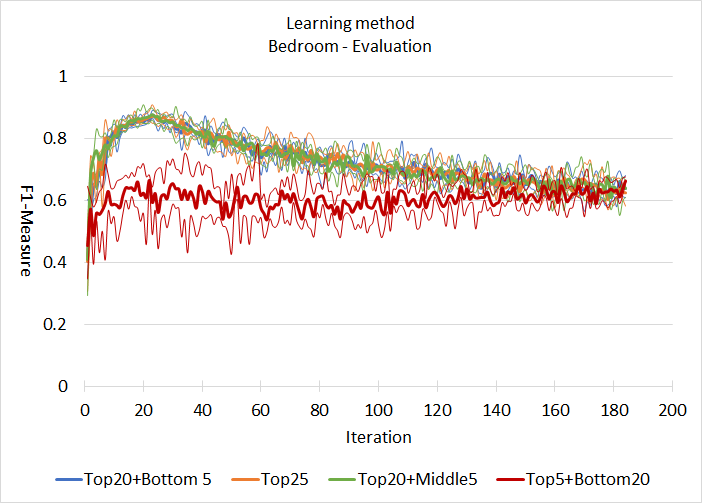 Learning method
Bedroom - Evaluation
1
0.8
0.6
0.4
0.2
0
F1-Measure
0 20 40 60 80 100 120 140 160 180 200
Iteration
Top20+Bottom 5 Top25 Top20+Middle5 Top5+Bottom20